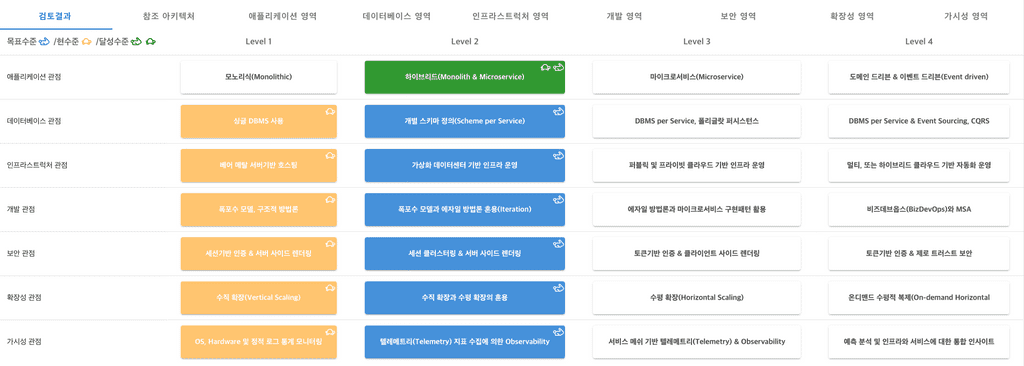 검토결과 참조 아키텍처 애플리케이션 영역 데이터베이스 영역 인프라스트럭처 영역 개발 영역 보안 영역 확장성 영역 가시성 영역
목표수준 /현수준 /달성수준 Level 1 Level 2 Level 3 Level 4
애플리케이션 관점 모노리식(Monolithic) 하이브리드(Monolith & Microservice) 마이크로서비스(Microservice) 도메인 드리븐 & 이벤트 드리븐(Event driven)
데이터베이스 관점 싱글 DBMS 사용 개별 스키마 정의(Scheme per Service) DBMS per Service, 폴리글랏 퍼시스턴스 DBMS per Service & Event Sourcing, CQRS
인프라스트럭처 관점 베어 메탈 서버기반 호스팅 가상화 데이터센터 기반 인프라 운영 퍼블릭 및 프라이빗 클라우드 기반 인프라 운영 멀티, 또는 하이브리드 클라우드 기반 자동화 운영
개발 관점 폭포수 모델, 구조적 방법론 폭포수 모델과 애자일 방법론 혼용(Iteration) 애자일 방법론과 마이크로서비스 구현패턴 활용 비즈데브옵스(BizDevOps)와 MSA
보안 관점 세션기반 인증 & 서버 사이드 렌더링 세션 클러스터링 & 서버 사이드 렌더링 토큰기반 인증 & 클라이언트 사이드 렌더링 토큰기반 인증 & 제로 트러스트 보안
확장성 관점 수직 확장(Vertical Scaling) 수직 확장과 수평 확장의 혼용 수평 확장(Horizontal Scaling) 온디맨드 수평적 복제(On-demand Horizontal
가시성 관점 OS, Hardware 및 정적 로그 통계 모니터링 텔레메트리(Telemetry) 지표 수집에 의한 Observability 서비스 메쉬 기반 텔레메트리(Telemetry) & Observability 예측 분석 및 인프라와 서비스에 대한 통합 인사이트